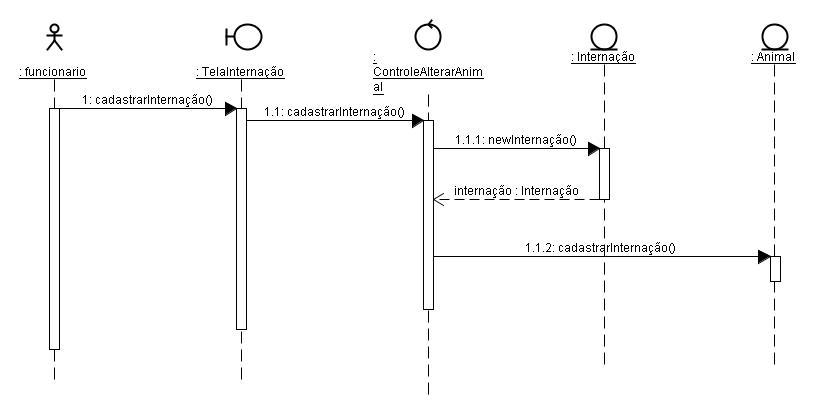 : funcionario
: TelaInternação
:
ControleAlterarAnim
al
: Internação
: Animal
1: cadastrarInternação()
1.1: cadastrarInternação()
1.1.1: newInternação()
internação : Internação
1.1.2: cadastrarInternação()